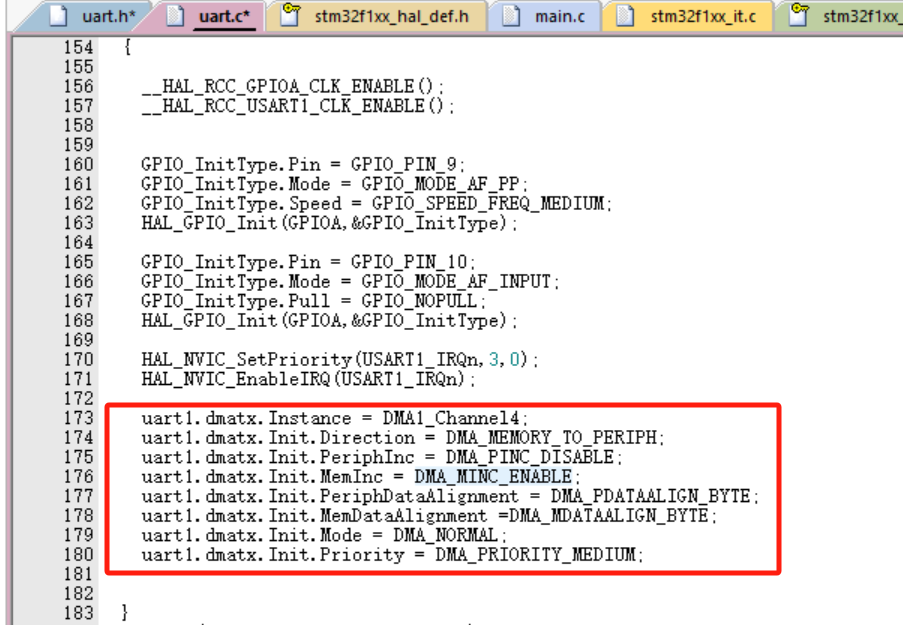 uart.h* uart.c* stm32f1xx_hal_def.h main.c stm32f1xx_it.c stm32f1xx_
154 {
155
156 __HAL_RCC_GPIOA_CLK_ENABLE();
157 __HAL_RCC_USART1_CLK_ENABLE();
158
159
160 GPIO_InitType.Pin = GPIO_PIN_9;
161 GPIO_InitType.Mode = GPIO_MODE_AF_PP;
162 GPIO_InitType.Speed = GPIO_SPEED_FREQ_MEDIUM;
163 HAL_GPIO_Init(GPIOA,&GPIO_InitType);
164
165 GPIO_InitType.Pin = GPIO_PIN_10;
166 GPIO_InitType.Mode = GPIO_MODE_AF_INPUT;
167 GPIO_InitType.Pull = GPIO_NOPULL;
168 HAL_GPIO_Init(GPIOA,&GPIO_InitType);
169
170 HAL_NVIC_SetPriority(USART1_IRQn,3,0);
171 HAL_NVIC_EnableIRQ(USART1_IRQn);
172
173 uart1.dmatx.Instance = DMA1_Channel4;
174 uart1.dmatx.Init.Direction = DMA_MEMORY_TO_PERIPH;
175 uart1.dmatx.Init.PeriphInc = DMA_PINC_DISABLE;
176 uart1.dmatx.Init.MemInc = DMA_MINC_ENABLE;
177 uart1.dmatx.Init.PeriphDataAlignment = DMA_PDATAALIGN_BYTE;
178 uart1.dmatx.Init.MemDataAlignment =DMA_MDATAALIGN_BYTE;
179 uart1.dmatx.Init.Mode = DMA_NORMAL;
180 uart1.dmatx.Init.Priority = DMA_PRIORITY_MEDIUM;
181
182
183 }